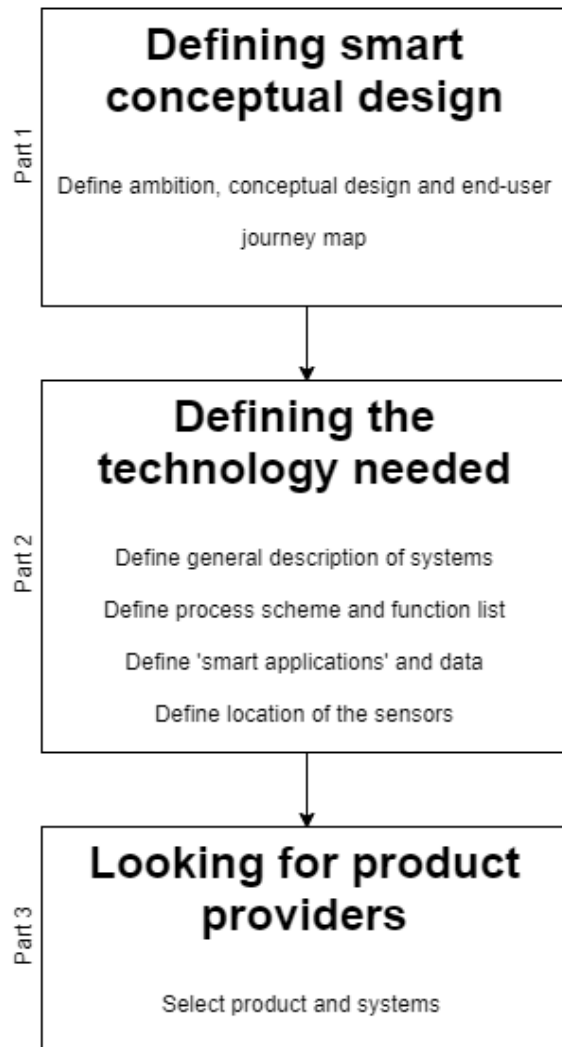 Part 1
Defining smart
conceptual design
Define ambition, conceptual design and end-user
journey map
Part 2
Defining the
technology needed
Define general description of systems
Define process scheme and function list
Define 'smart applications' and data
Define location of the sensors
Part 3
Looking for product
providers
Select product and systems